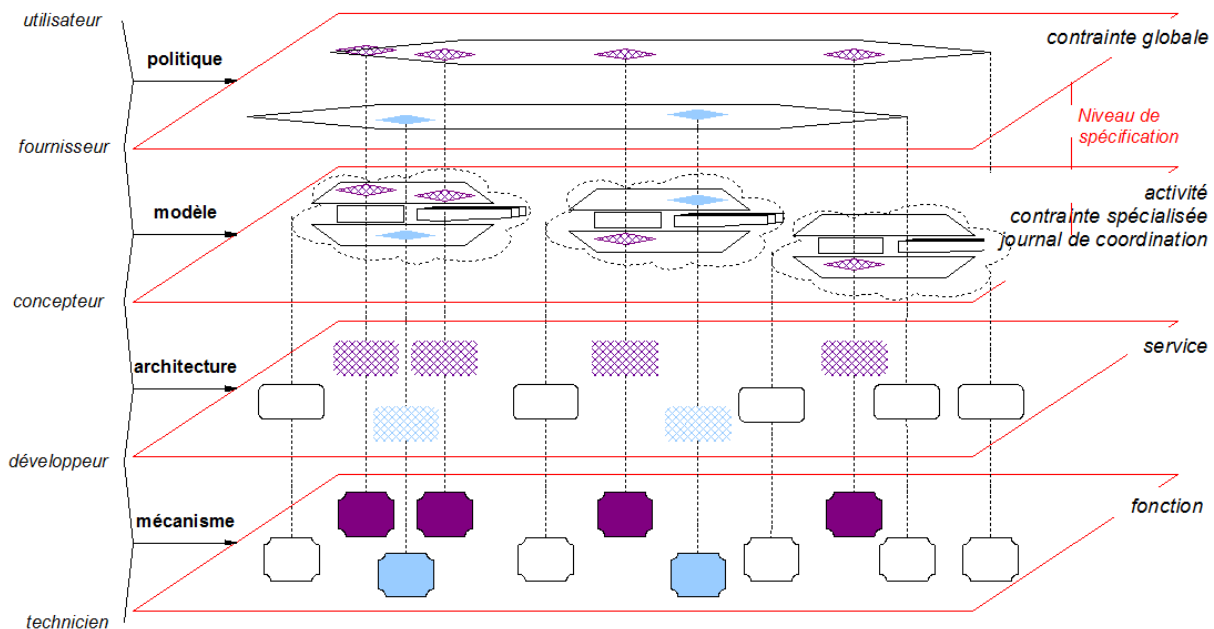 utilisateur
politique
contrainte globale
Niveau de
spécification
fournisseur
modèle
activité
contrainte spécialisée
journal de coordination
concepteur
architecture
service
développeur
mécanisme
fonction
technicien